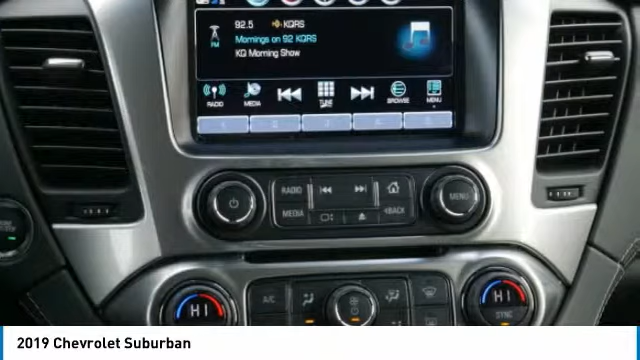 92.5 KQRS
FM
Mornings on 92 KQRS
KQ Morning Show
RADIO MEDIA TUNE BROWSE MENU
RADIO
MEDIA
<BACK
MENU
HI A/C HI
SYNC
2019 Chevrolet Suburban